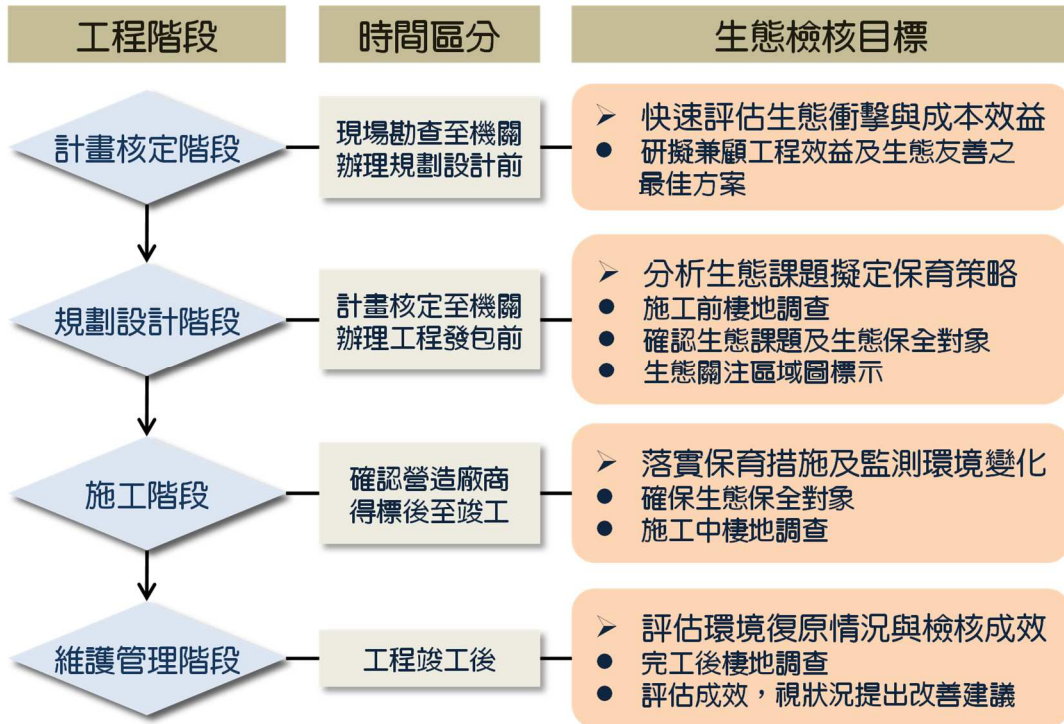 工程階段
時間區分
生態檢核目標
計畫核定階段
現場勘查至機關
辦理規劃設計前
➢ 快速評估生態衝擊與成本效益
● 研擬兼顧工程效益及生態友善之
最佳方案
規劃設計階段
計畫核定至機關
辦理工程發包前
➢ 分析生態課題擬定保育策略
● 施工前棲地調查
● 確認生態課題及生態保全對象
● 生態關注區域圖標示
施工階段
確認營造廠商
得標後至竣工
➢ 落實保育措施及監測環境變化
● 確保生態保全對象
● 施工中棲地調查
維護管理階段
工程竣工後
➢ 評估環境復原情況與檢核成效
● 完工後棲地調查
● 評估成效，視狀況提出改善建議